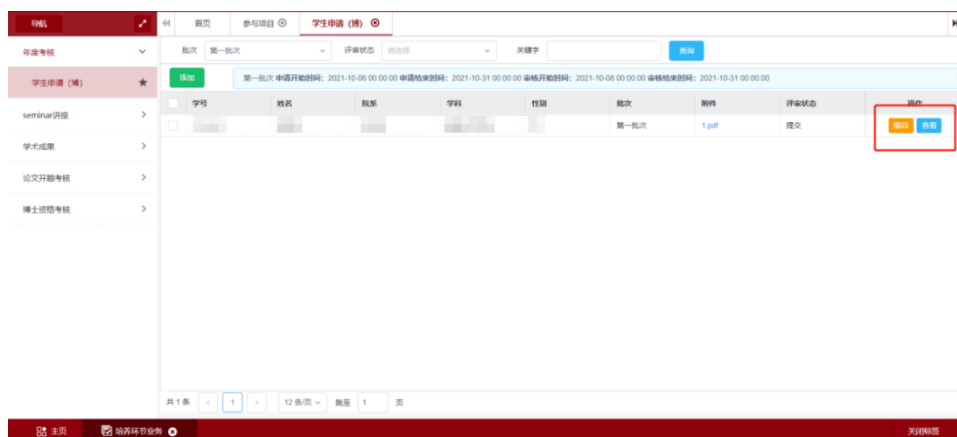 导航
首页 参与项目 学生申请 (博)
年度考核
批次 第一批次 评审状态 请选择 关键字 查询
学生申请 (博)
添加 第一批次 申请开始时间: 2021-10-06 00:00:00 申请结束时间: 2021-10-31 00:00:00 审核开始时间: 2021-10-08 00:00:00 审核结束时间: 2021-10-31 00:00:00
学号 姓名 院系 学科 性别 批次 附件 评审状态 操作
seminar讲座
第一批次 1.pdf 提交 撤回 查看
学术成果
论文开题考核
博士资格考核
共 1 条 1 12 条/页 跳至 1 页
主页 培养环节业务 关闭标签